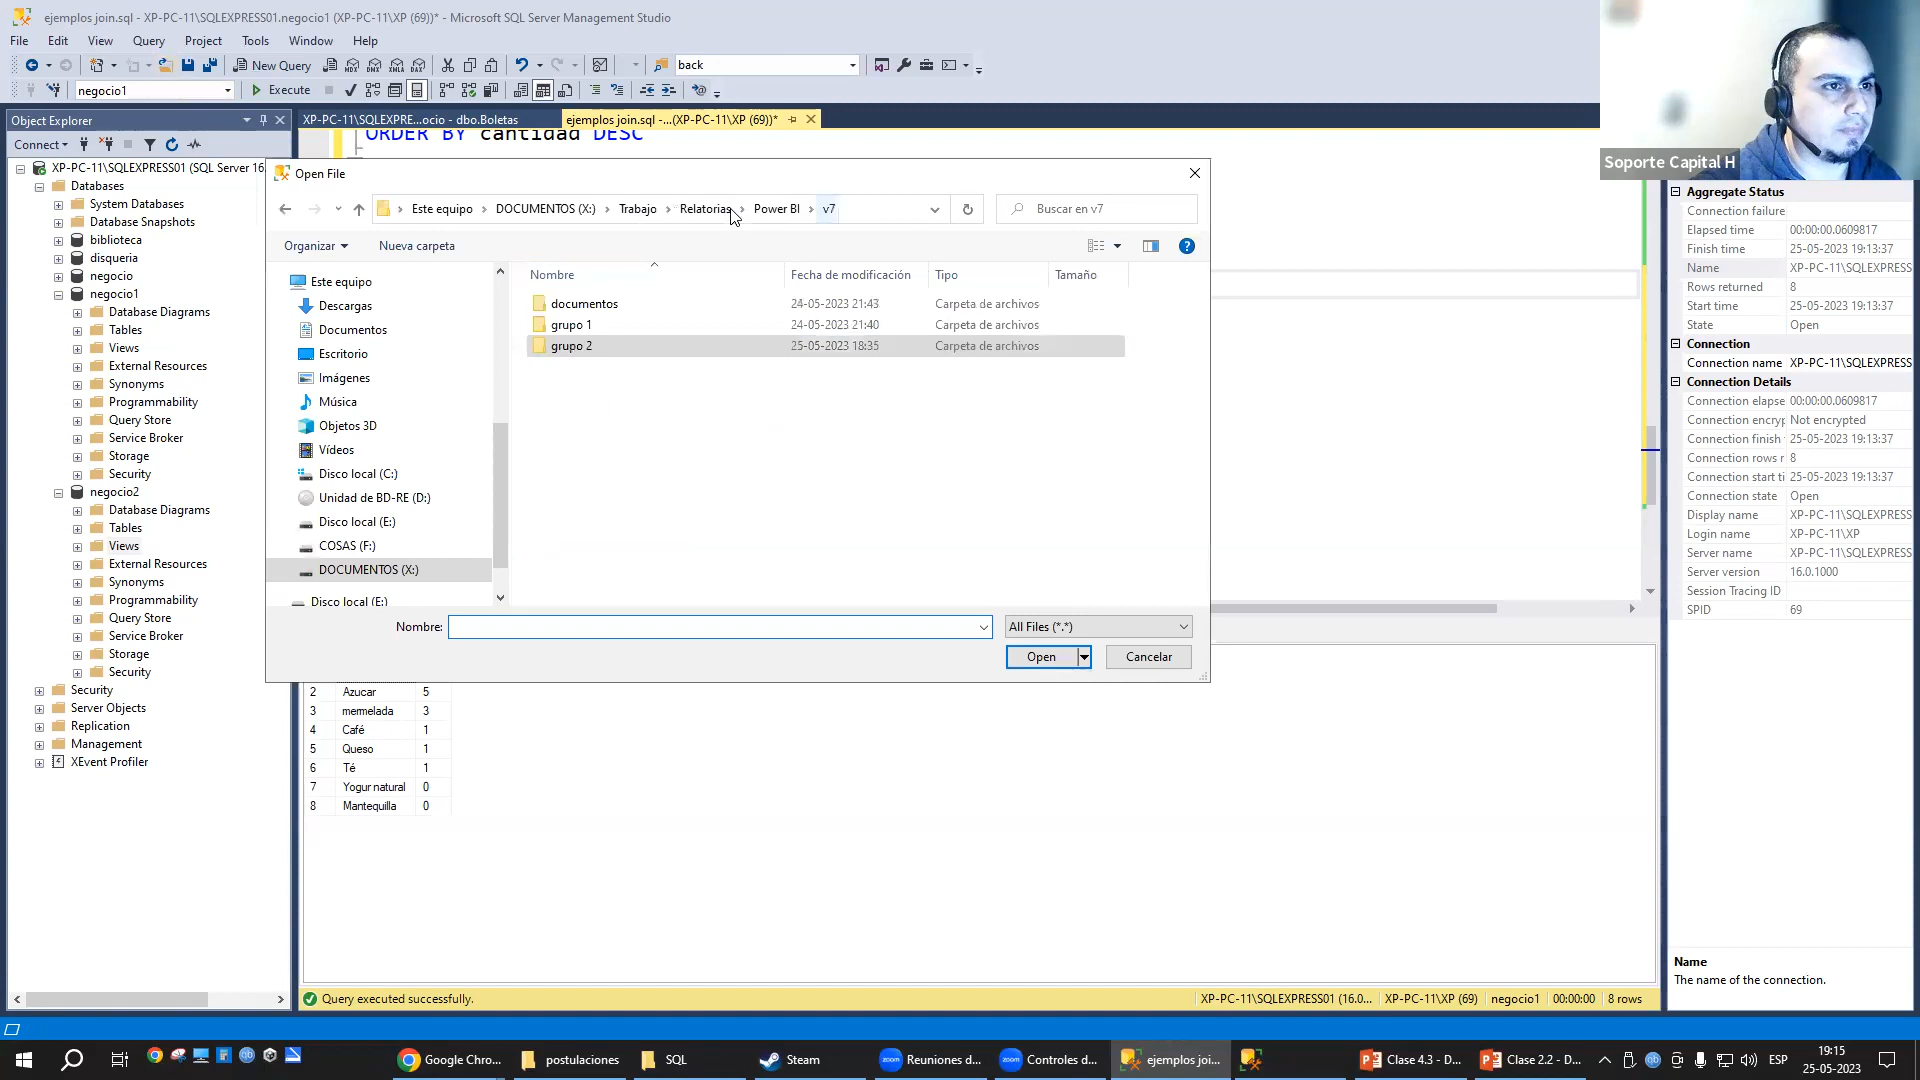 ejemplos join.sql - XP-PC-11\SQLEXPRESS01.negocio1 (XP-PC-11\XP (69))* - Microsoft SQL Server Management Studio
File Edit View Query Project Tools Window Help
New Query back
negocio1 Execute
Object Explorer
XP-PC-11\SQLEXPRE...ocio - dbo.Boletas ejemplos join.sql -...(XP-PC-11\XP (69))*
Connect
ORDER BY cantidad DESC
Soporte Capital H
XP-PC-11\SQLEXPRESS01 (SQL Server 16
Databases
System Databases
Database Snapshots
biblioteca
disqueria
negocio
negocio1
Database Diagrams
Tables
Views
External Resources
Synonyms
Programmability
Query Store
Service Broker
Storage
Security
negocio2
Database Diagrams
Tables
Views
External Resources
Synonyms
Programmability
Query Store
Service Broker
Storage
Security
Security
Server Objects
Replication
Management
XEvent Profiler
Open File
Este equipo DOCUMENTOS (X:) Trabajo Relatorias Power BI v7
Buscar en v7
Organizar Nueva carpeta
Este equipo
Descargas
Documentos
Escritorio
Imágenes
Música
Objetos 3D
Vídeos
Disco local (C:)
Unidad de BD-RE (D:)
Disco local (E:)
COSAS (F:)
DOCUMENTOS (X:)
Disco local (E:)
Nombre Fecha de modificación Tipo Tamaño
documentos 24-05-2023 21:43 Carpeta de archivos
grupo 1 24-05-2023 21:40 Carpeta de archivos
grupo 2 25-05-2023 18:35 Carpeta de archivos
Nombre: All Files (*.*)
Open Cancelar
2 Azucar 5
3 mermelada 3
4 Café 1
5 Queso 1
6 Té 1
7 Yogur natural 0
8 Mantequilla 0
Query executed successfully.
XP-PC-11\SQLEXPRESS01 (16.0... XP-PC-11\XP (69) negocio1 00:00:00 8 rows
Aggregate Status
Connection failure
Elapsed time 00:00:00.0609817
Finish time 25-05-2023 19:13:37
Name XP-PC-11\SQLEXPRESS
Rows returned 8
Start time 25-05-2023 19:13:37
State Open
Connection
Connection name XP-PC-11\SQLEXPRESS
Connection Details
Connection elapse 00:00:00.0609817
Connection encryp Not encrypted
Connection finish 25-05-2023 19:13:37
Connection rows r 8
Connection start ti 25-05-2023 19:13:37
Connection state Open
Display name XP-PC-11\SQLEXPRESS
Login name XP-PC-11\XP
Server name XP-PC-11\SQLEXPRESS
Server version 16.0.1000
Session Tracing ID
SPID 69
Name
The name of the connection.
Google Chro... postulaciones SQL Steam Reuniones d... Controles d... ejemplos joi... Clase 4.3 - D... Clase 2.2 - D... ESP
19:15
25-05-2023